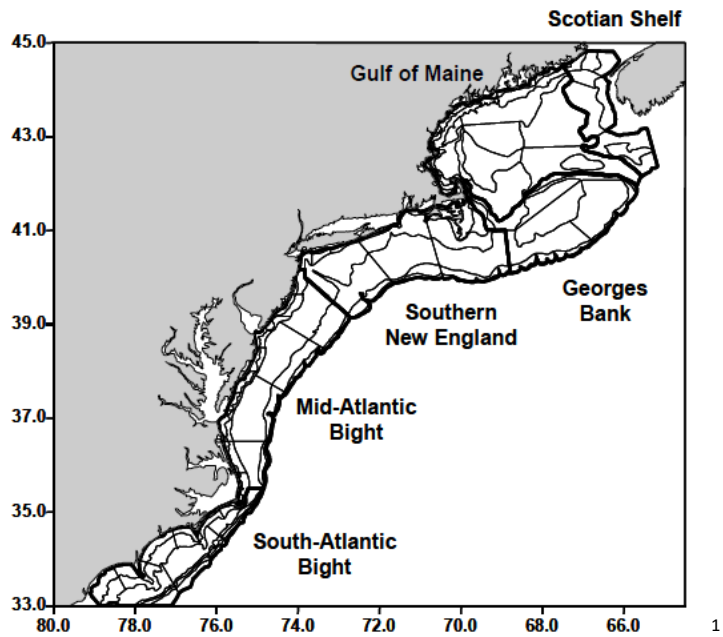 Scotian Shelf
45.0
Gulf of Maine
43.0
41.0
Georges
Bank
39.0
Southern
New England
37.0
Mid-Atlantic
Bight
35.0
South-Atlantic
Bight
33.0
80.0 78.0 76.0 74.0 72.0 70.0 68.0 66.0
1